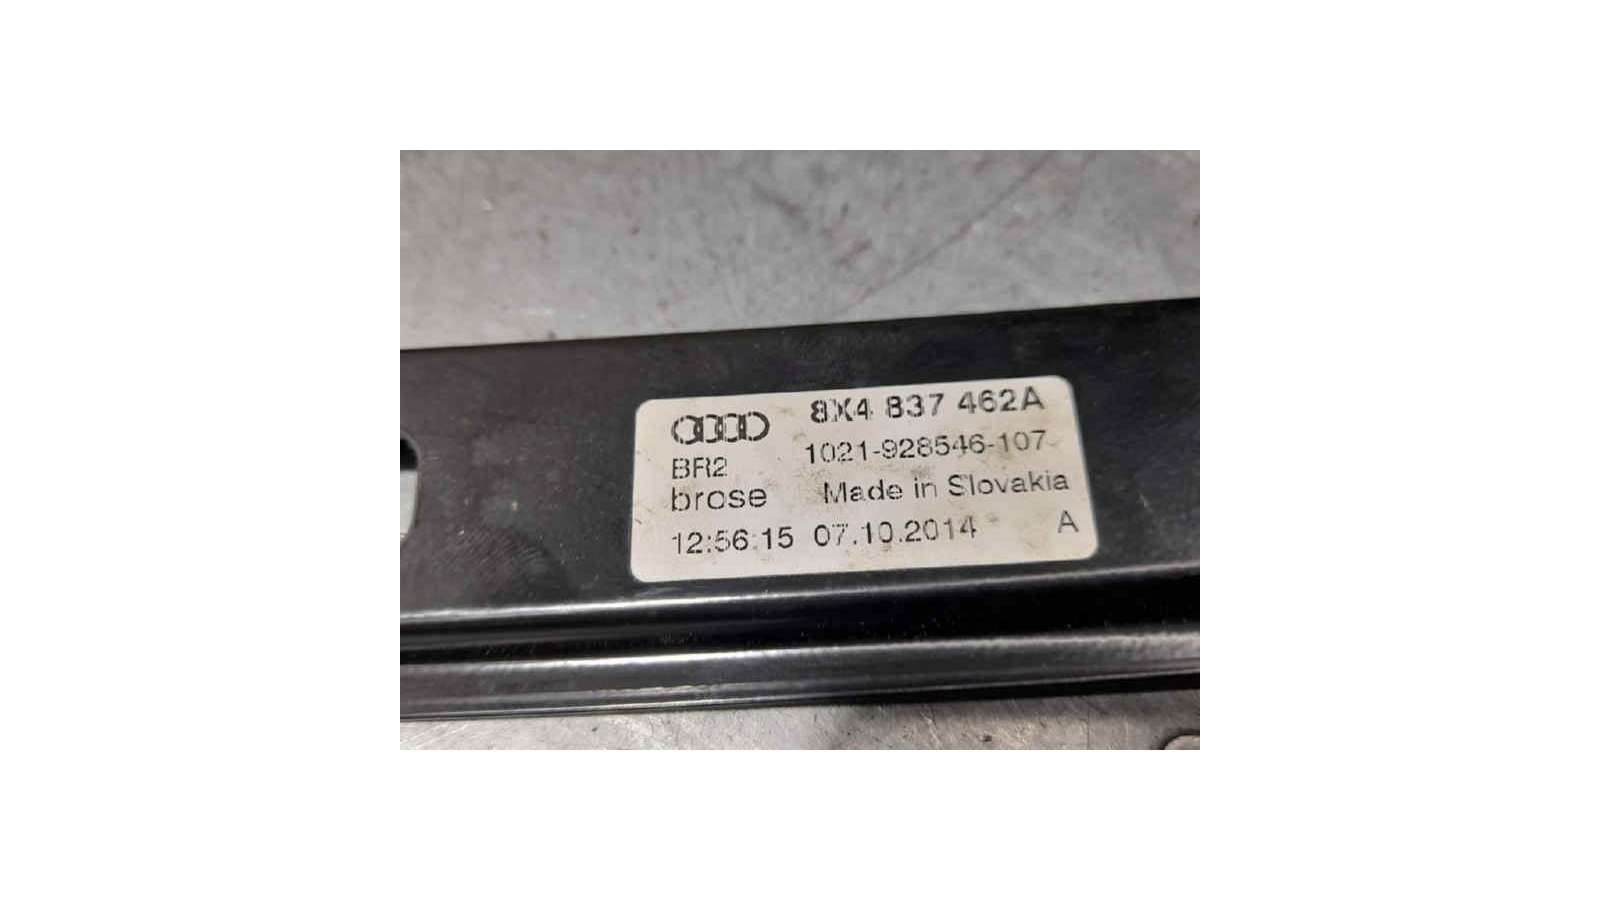 8X4 837 462A
BR2 1021-928546-107
brose Made in Slovakia
12:56:15 07.10.2014 A